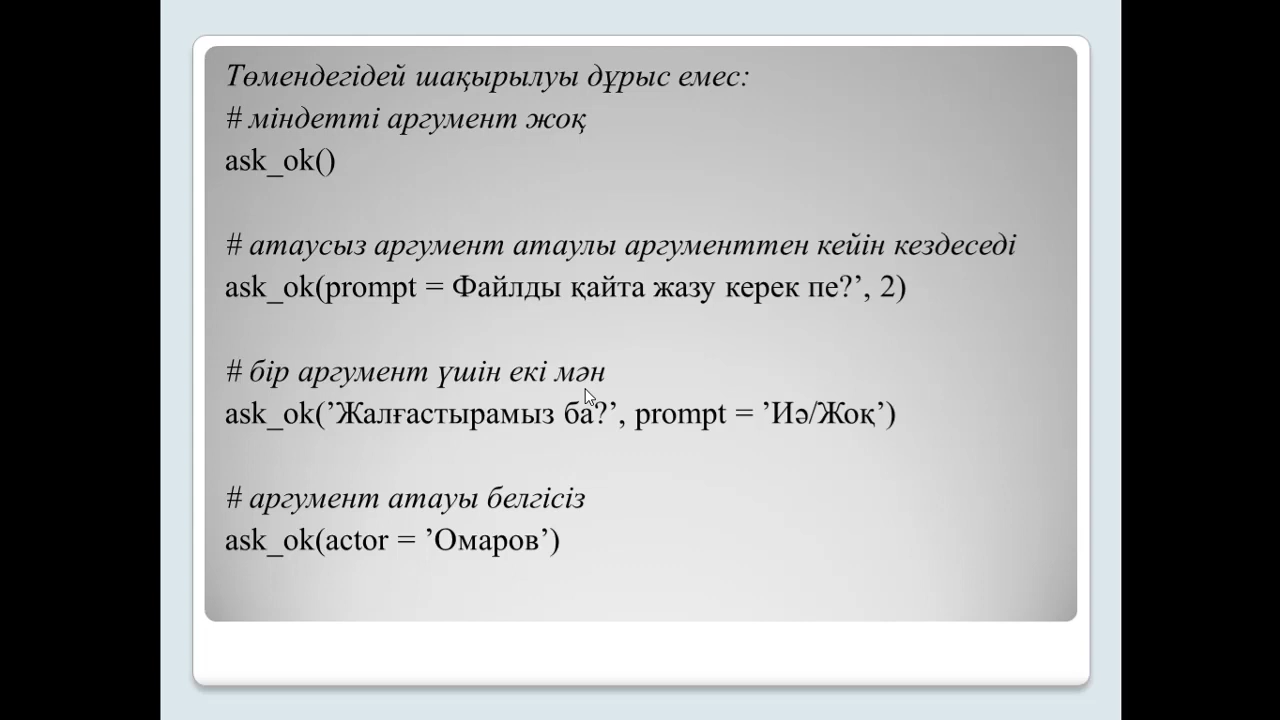 Төмендегідей шақырылуы дұрыс емес:
# міндетті аргумент жоқ
ask_ok()
# атаусыз аргумент атаулы аргументтен кейін кездеседі
ask_ok(prompt = Файлды қайта жазу керек пе?’, 2)
# бір аргумент үшін екі мән
ask_ok(’Жалғастырамыз ба?’, prompt = ’Иә/Жоқ’)
# аргумент атауы белгісіз
ask_ok(actor = ’Омаров’)